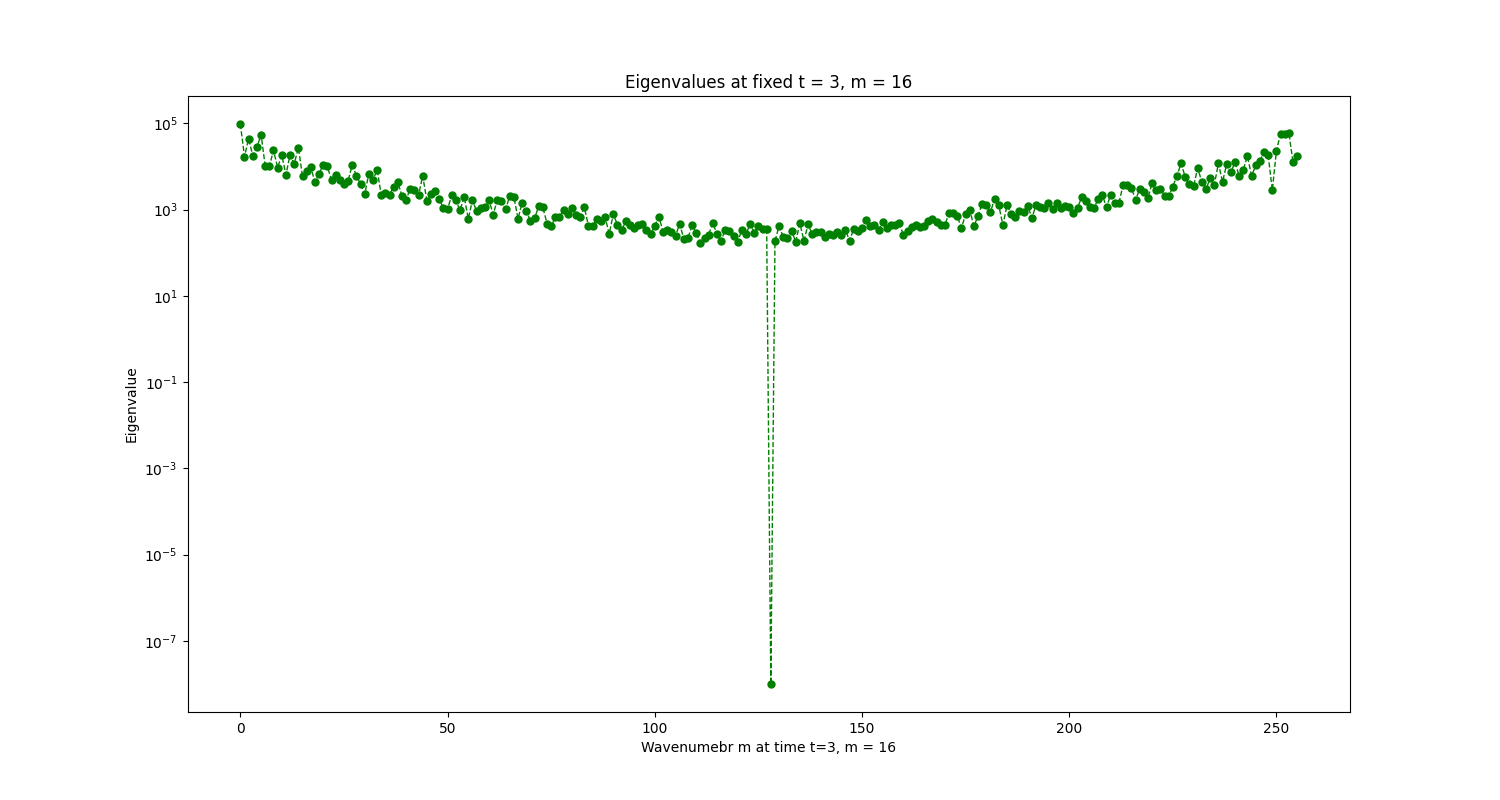 Eigenvalues at fixed t = 3, m = 16
10^5
10^3
10^1
10^-1
10^-3
10^-5
10^-7
Eigenvalue
0 50 100 150 200 250
Wavenumebr m at time t=3, m = 16